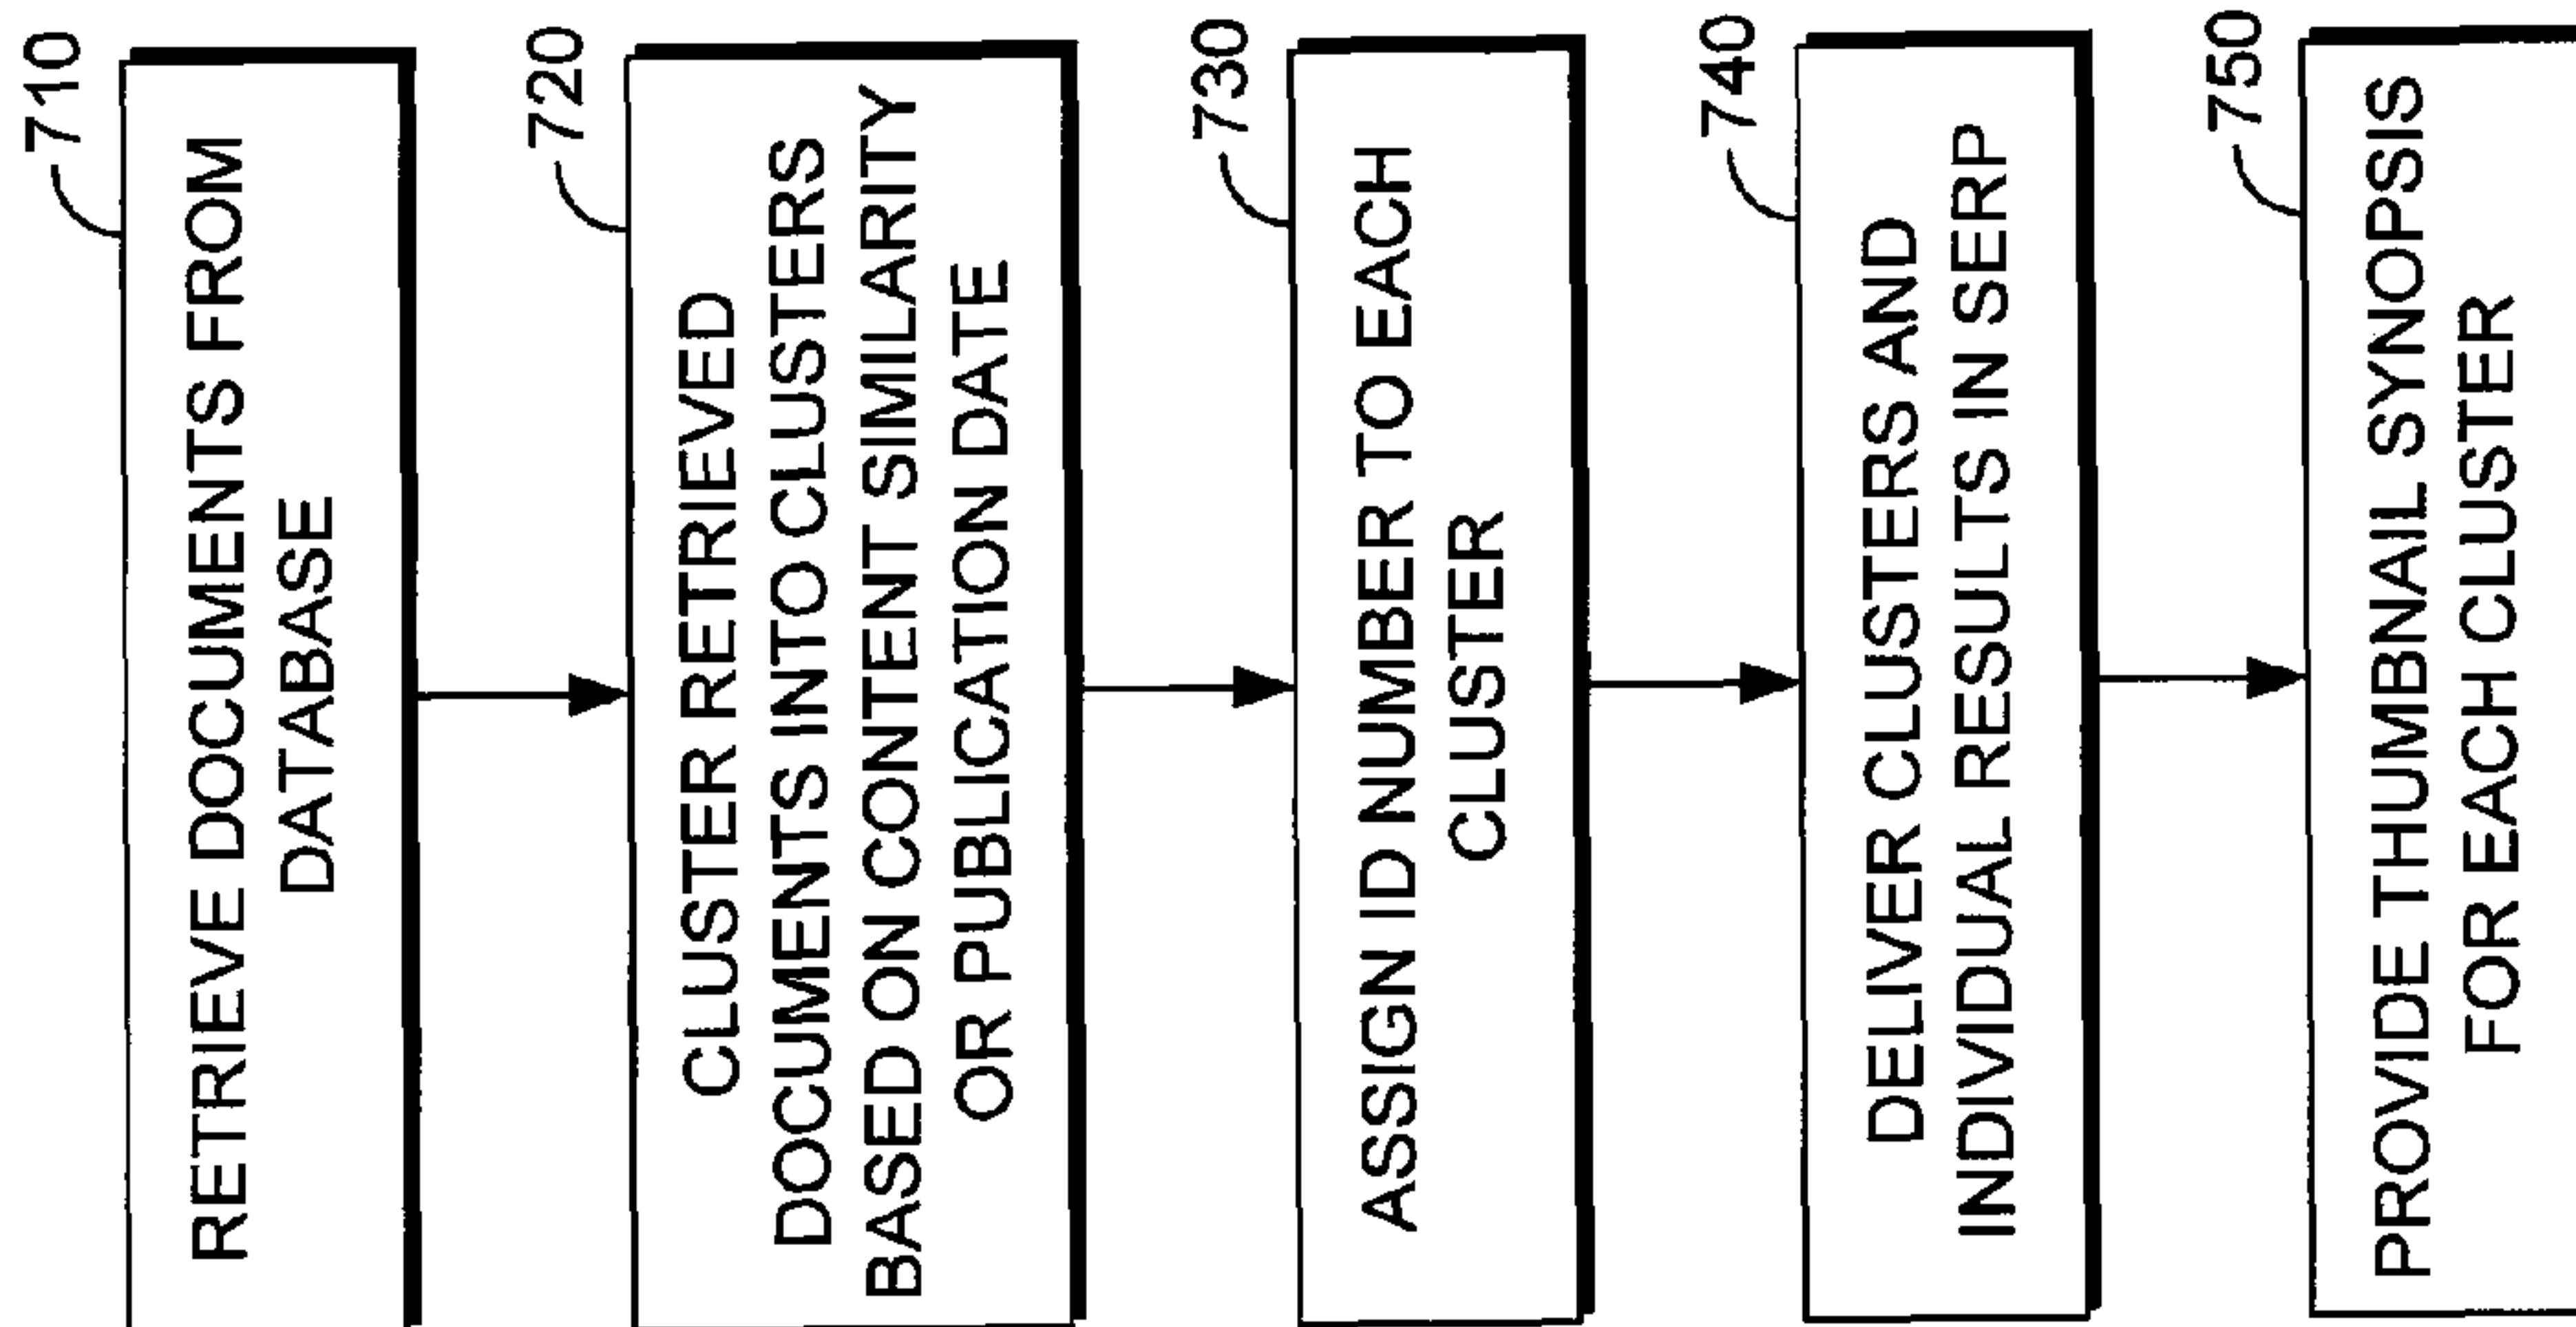 710
RETRIEVE DOCUMENTS FROM
DATABASE
720
CLUSTER RETRIEVED
DOCUMENTS INTO CLUSTERS
BASED ON CONTENT SIMILARITY
OR PUBLICATION DATE
730
ASSIGN ID NUMBER TO EACH
CLUSTER
740
DELIVER CLUSTERS AND
INDIVIDUAL RESULTS IN SERP
750
PROVIDE THUMBNAIL SYNOPSIS
FOR EACH CLUSTER